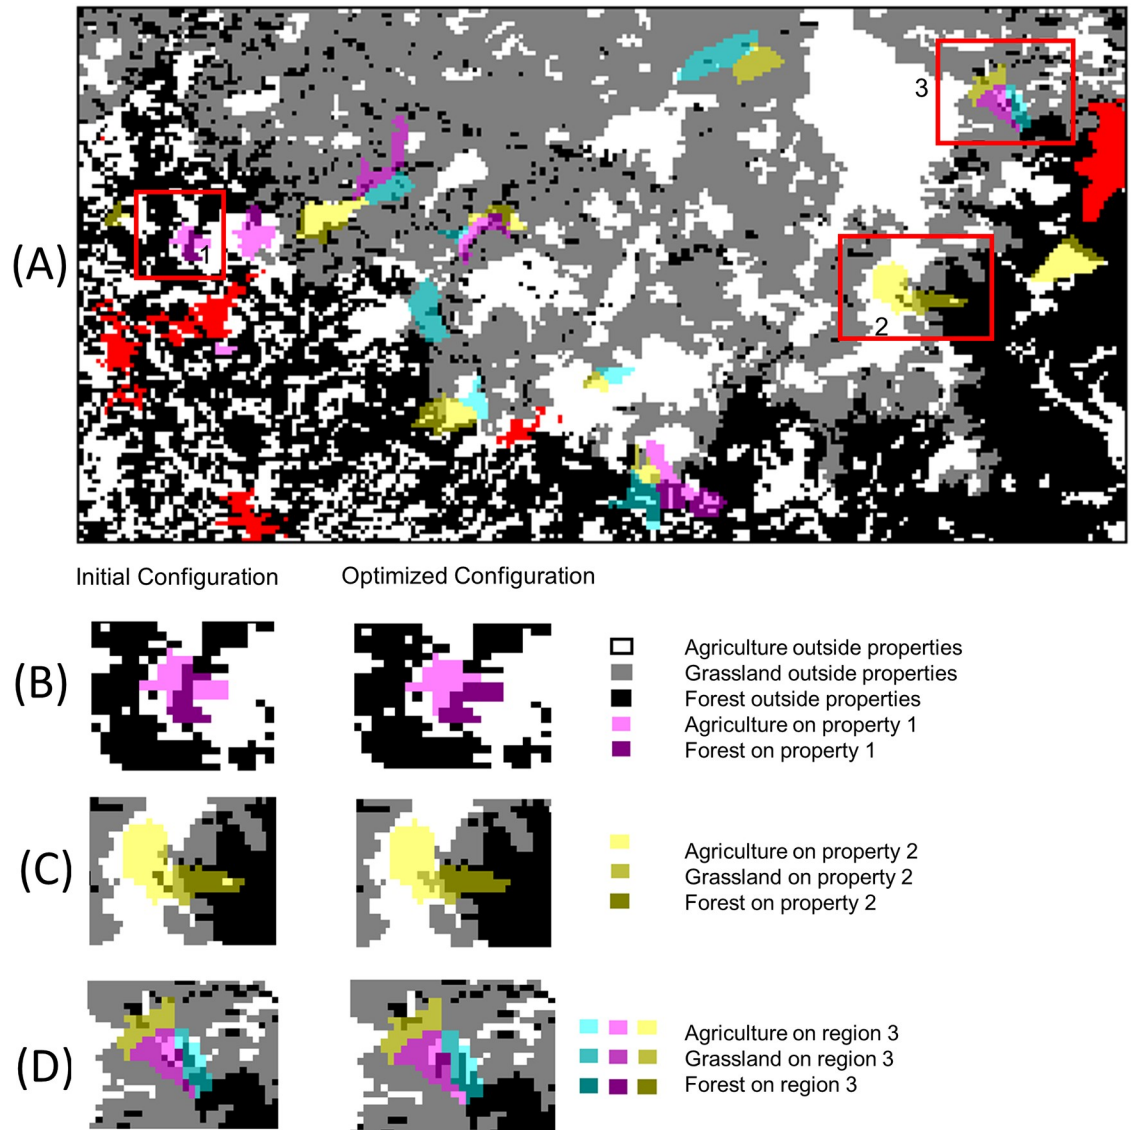 3
(A)
1
2
Initial Configuration
Optimized Configuration
(B)
Agriculture outside properties
Grassland outside properties
Forest outside properties
Agriculture on property 1
Forest on property 1
(C)
Agriculture on property 2
Grassland on property 2
Forest on property 2
(D)
Agriculture on region 3
Grassland on region 3
Forest on region 3